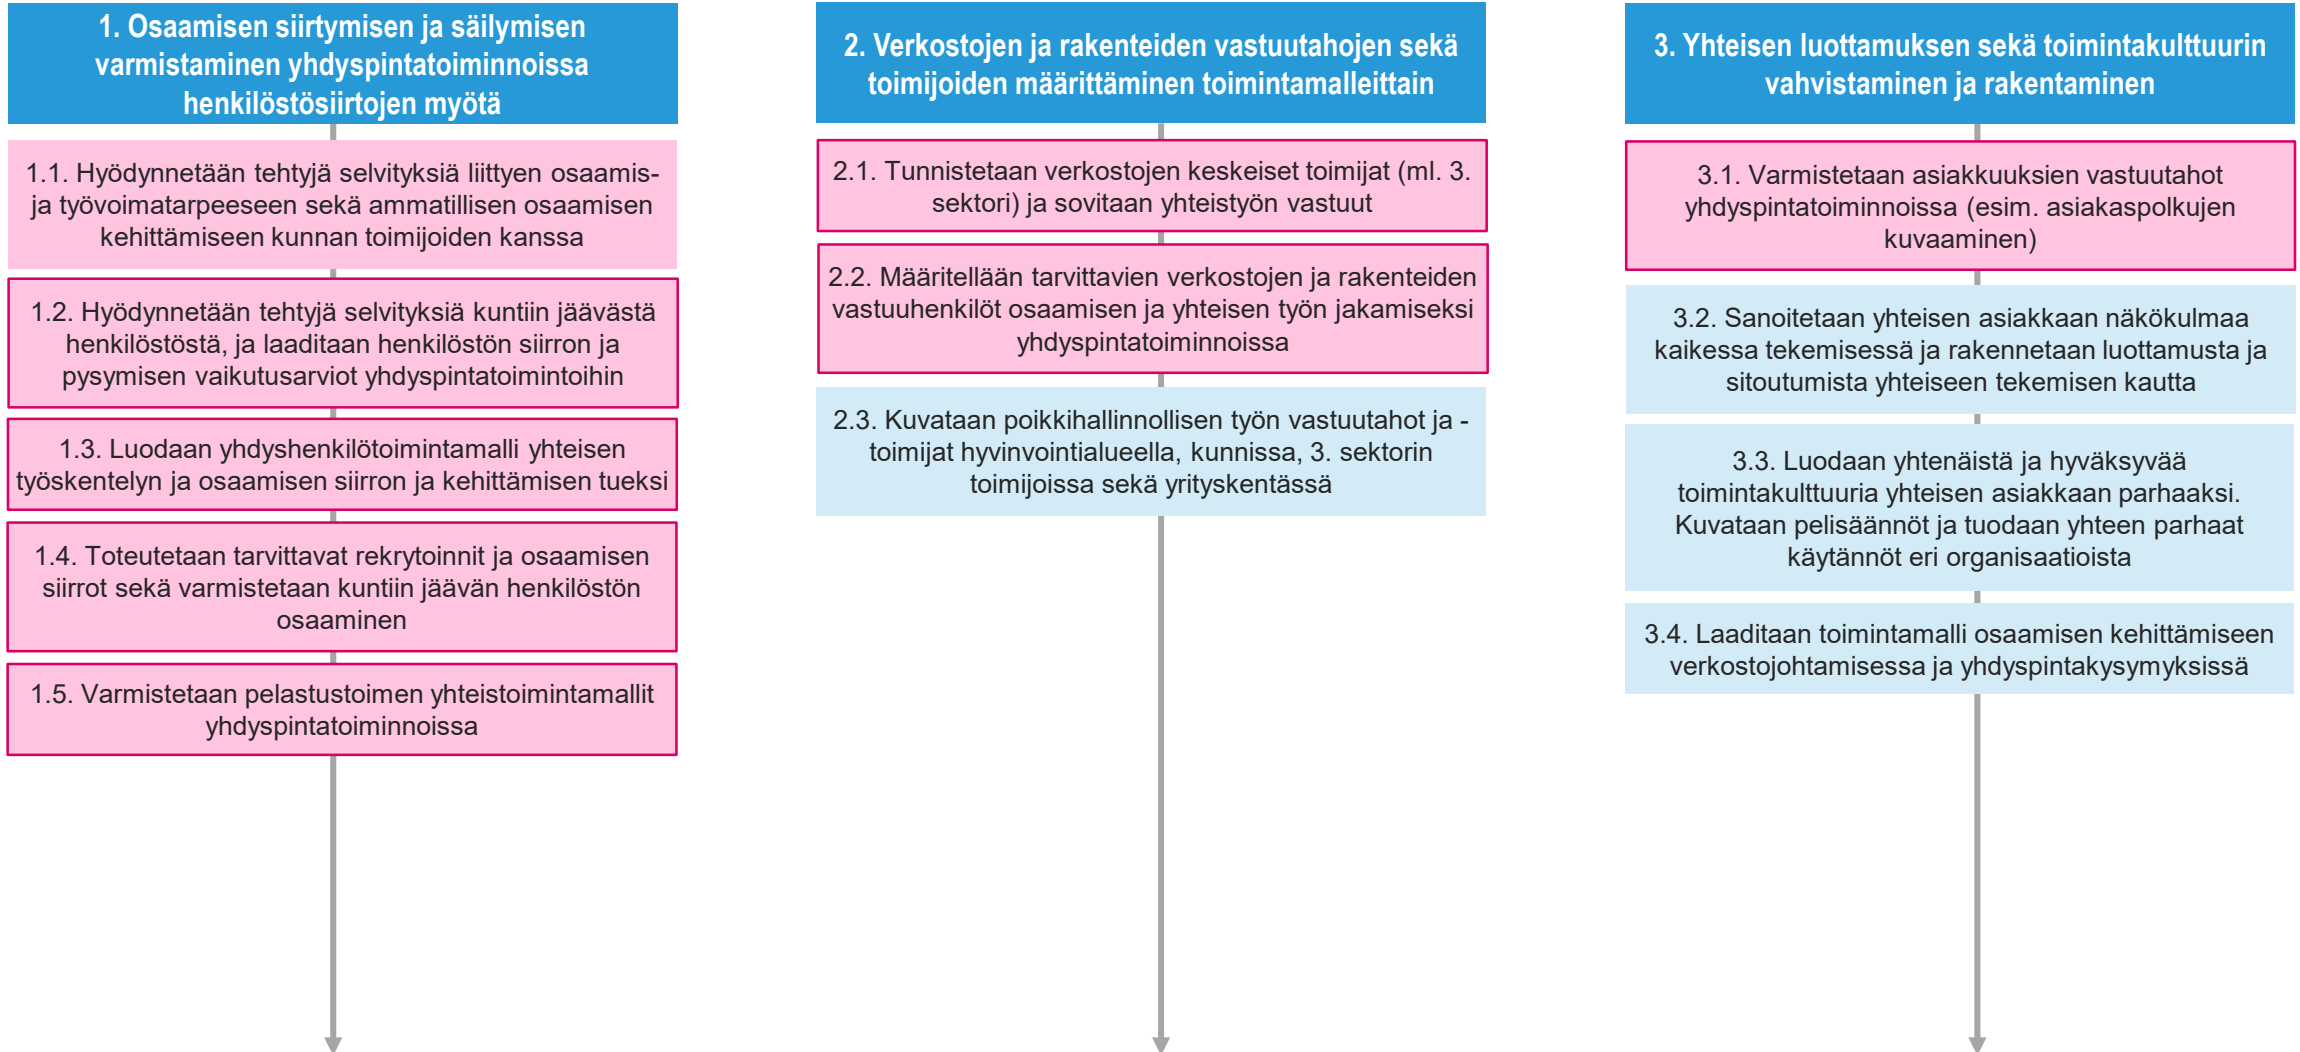 1. Osaamisen siirtymisen ja säilymisen
varmistaminen yhdyspintatoiminnoissa
henkilöstösiirtojen myötä
1.1. Hyödynnetään tehtyjä selvityksiä liittyen osaamis-
ja työvoimatarpeeseen sekä ammatillisen osaamisen
kehittämiseen kunnan toimijoiden kanssa
1.2. Hyödynnetään tehtyjä selvityksiä kuntiin jäävästä
henkilöstöstä, ja laaditaan henkilöstön siirron ja
pysymisen vaikutusarviot yhdyspintatoimintoihin
1.3. Luodaan yhdyshenkilötoimintamalli yhteisen
työskentelyn ja osaamisen siirron ja kehittämisen tueksi
1.4. Toteutetaan tarvittavat rekrytoinnit ja osaamisen
siirrot sekä varmistetaan kuntiin jäävän henkilöstön
osaaminen
1.5. Varmistetaan pelastustoimen yhteistoimintamallit
yhdyspintatoiminnoissa
2. Verkostojen ja rakenteiden vastuutahojen sekä
toimijoiden määrittäminen toimintamalleittain
2.1. Tunnistetaan verkostojen keskeiset toimijat (ml. 3.
sektori) ja sovitaan yhteistyön vastuut
2.2. Määritellään tarvittavien verkostojen ja rakenteiden
vastuuhenkilöt osaamisen ja yhteisen työn jakamiseksi
yhdyspintatoiminnoissa
2.3. Kuvataan poikkihallinnollisen työn vastuutahot ja -
toimijat hyvinvointialueella, kunnissa, 3. sektorin
toimijoissa sekä yrityskentässä
3. Yhteisen luottamuksen sekä toimintakulttuurin
vahvistaminen ja rakentaminen
3.1. Varmistetaan asiakkuuksien vastuutahot
yhdyspintatoiminnoissa (esim. asiakaspolkujen
kuvaaminen)
3.2. Sanoitetaan yhteisen asiakkaan näkökulmaa
kaikessa tekemisessä ja rakennetaan luottamusta ja
sitoutumista yhteiseen tekemisen kautta
3.3. Luodaan yhtenäistä ja hyväksyvää
toimintakulttuuria yhteisen asiakkaan parhaaksi.
Kuvataan pelisäännöt ja tuodaan yhteen parhaat
käytännöt eri organisaatioista
3.4. Laaditaan toimintamalli osaamisen kehittämiseen
verkostojohtamisessa ja yhdyspintakysymyksissä